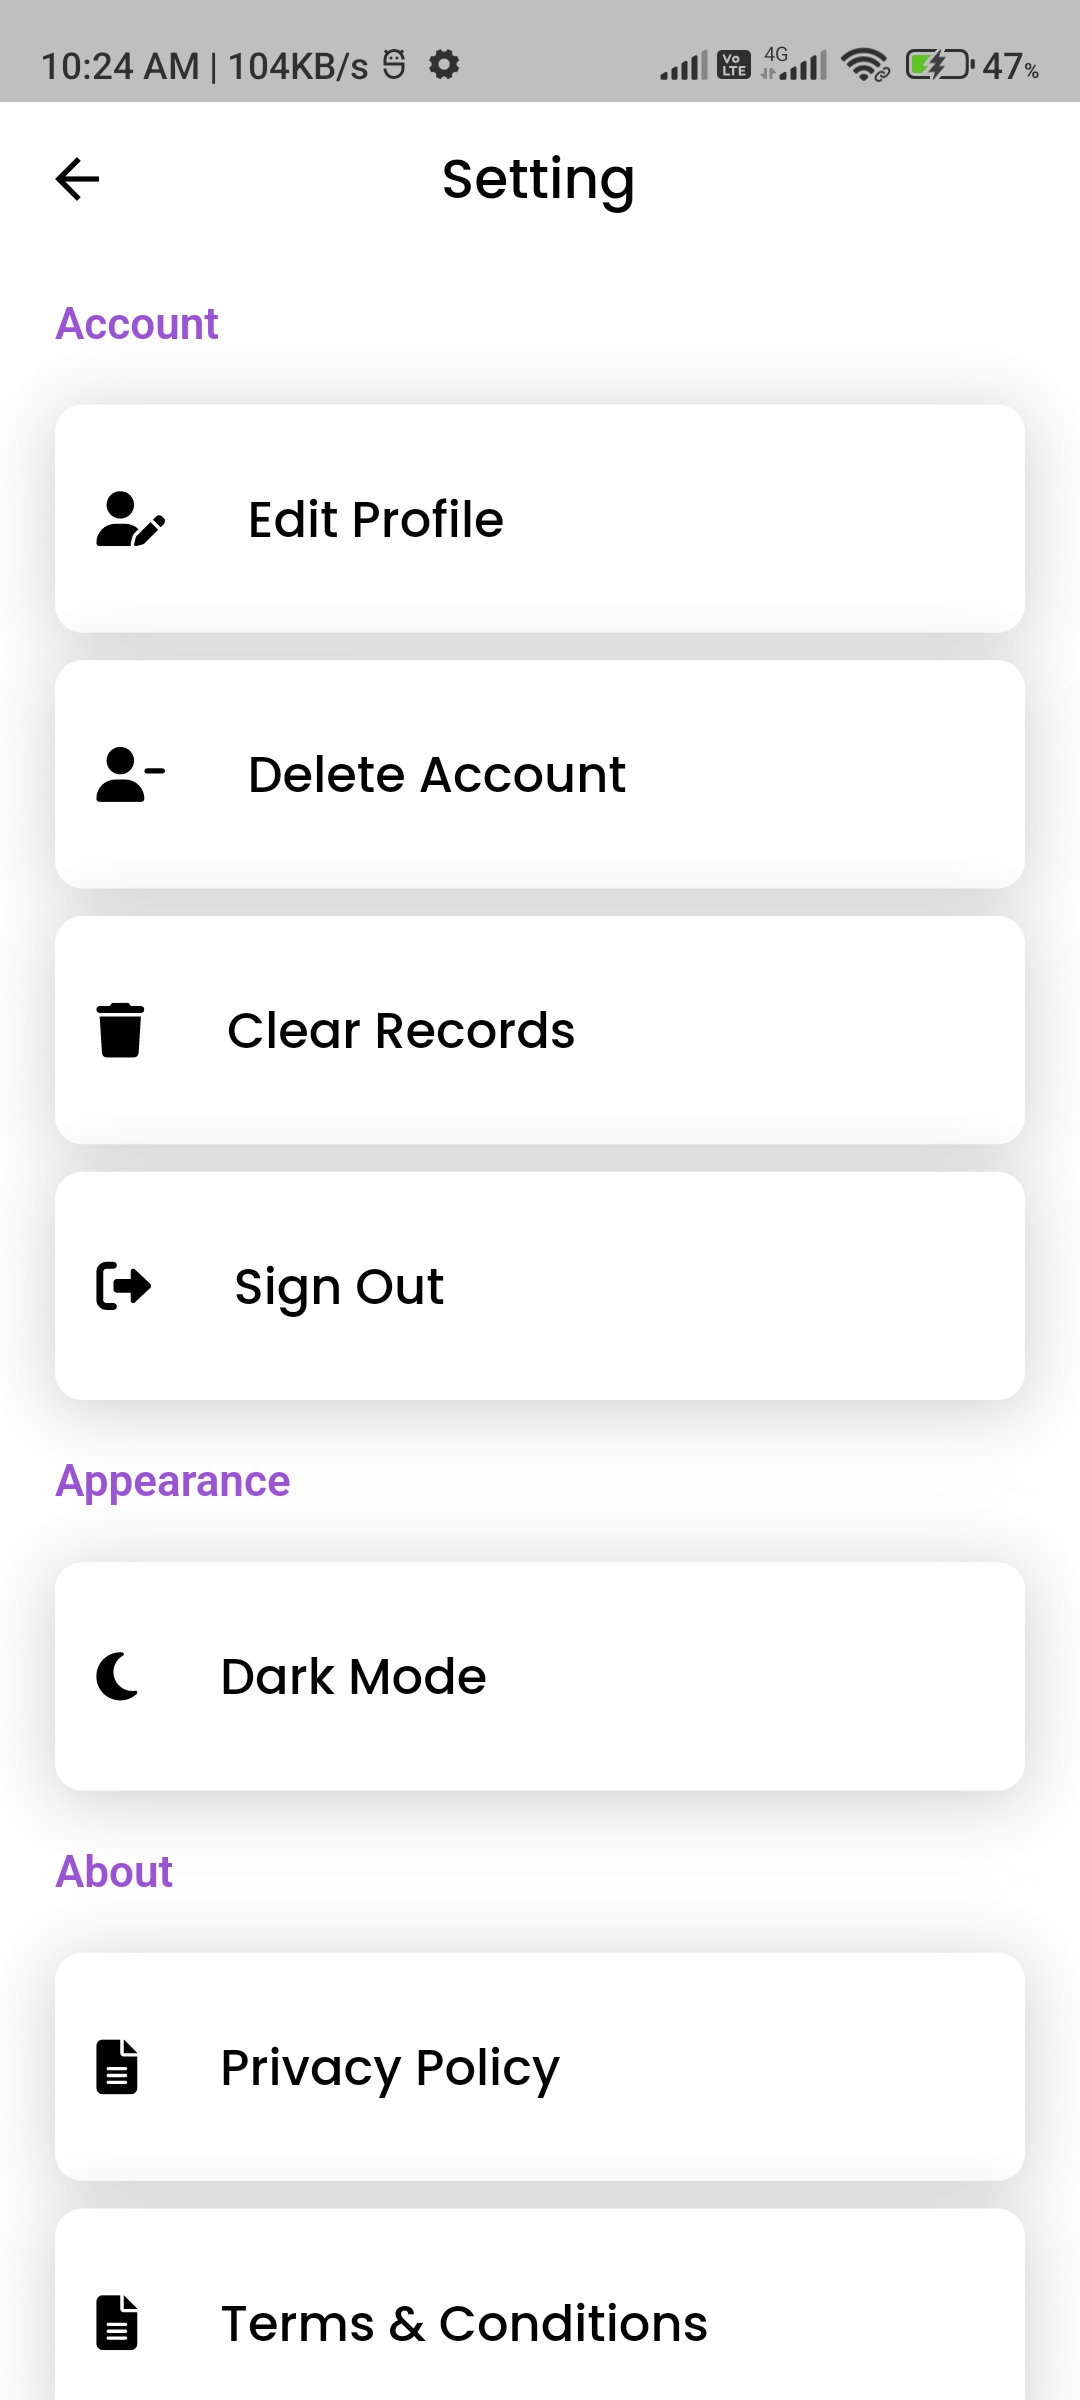 10:24 AM | 104KB/s Vo LTE 4G 47%
Setting
Account
Edit Profile
Delete Account
Clear Records
Sign Out
Appearance
Dark Mode
About
Privacy Policy
Terms & Conditions